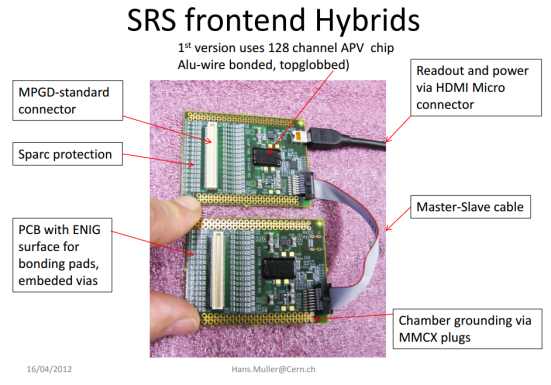 SRS frontend Hybrids
1st version uses 128 channel APV chip
Alu-wire bonded, topglobbed)
Readout and power
via HDMI Micro
connector
MPGD-standard
connector
Sparc protection
Master-Slave cable
PCB with ENIG
surface for
bonding pads,
embeded vias
Chamber grounding via
MMCX plugs
16/04/2012
Hans.Muller@Cern.ch